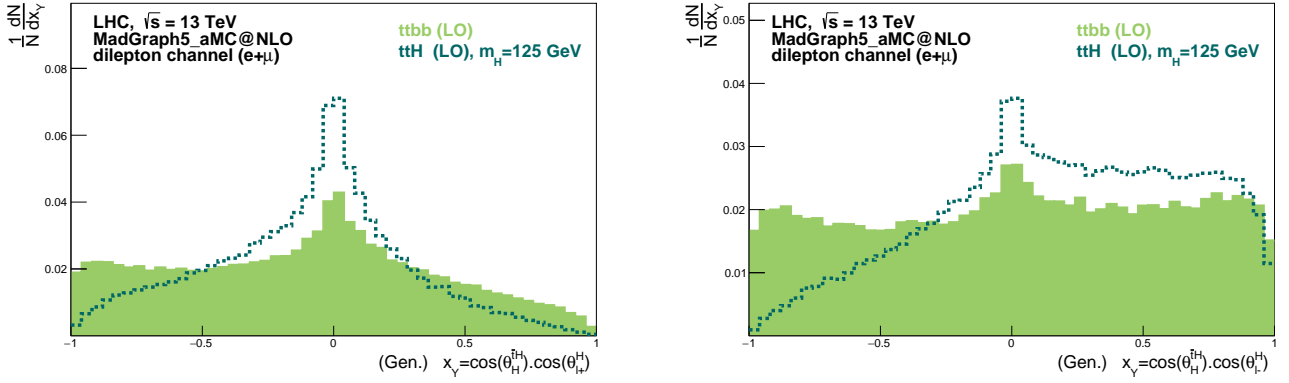 1/N dN/dx_Y
LHC, √s = 13 TeV
MadGraph5_aMC@NLO
dilepton channel (e+μ)
ttbb (LO)
ttH (LO), m_H=125 GeV
0.08
0.06
0.04
0.02
−1 −0.5 0 0.5 1
(Gen.) x_Y=cos(θ_H^t̄H).cos(θ_l+^H)
1/N dN/dx_Y
LHC, √s = 13 TeV
MadGraph5_aMC@NLO
dilepton channel (e+μ)
ttbb (LO)
ttH (LO), m_H=125 GeV
0.05
0.04
0.03
0.02
0.01
−1 −0.5 0 0.5 1
(Gen.) x_Y=cos(θ_H^t̄H).cos(θ_l-^H)